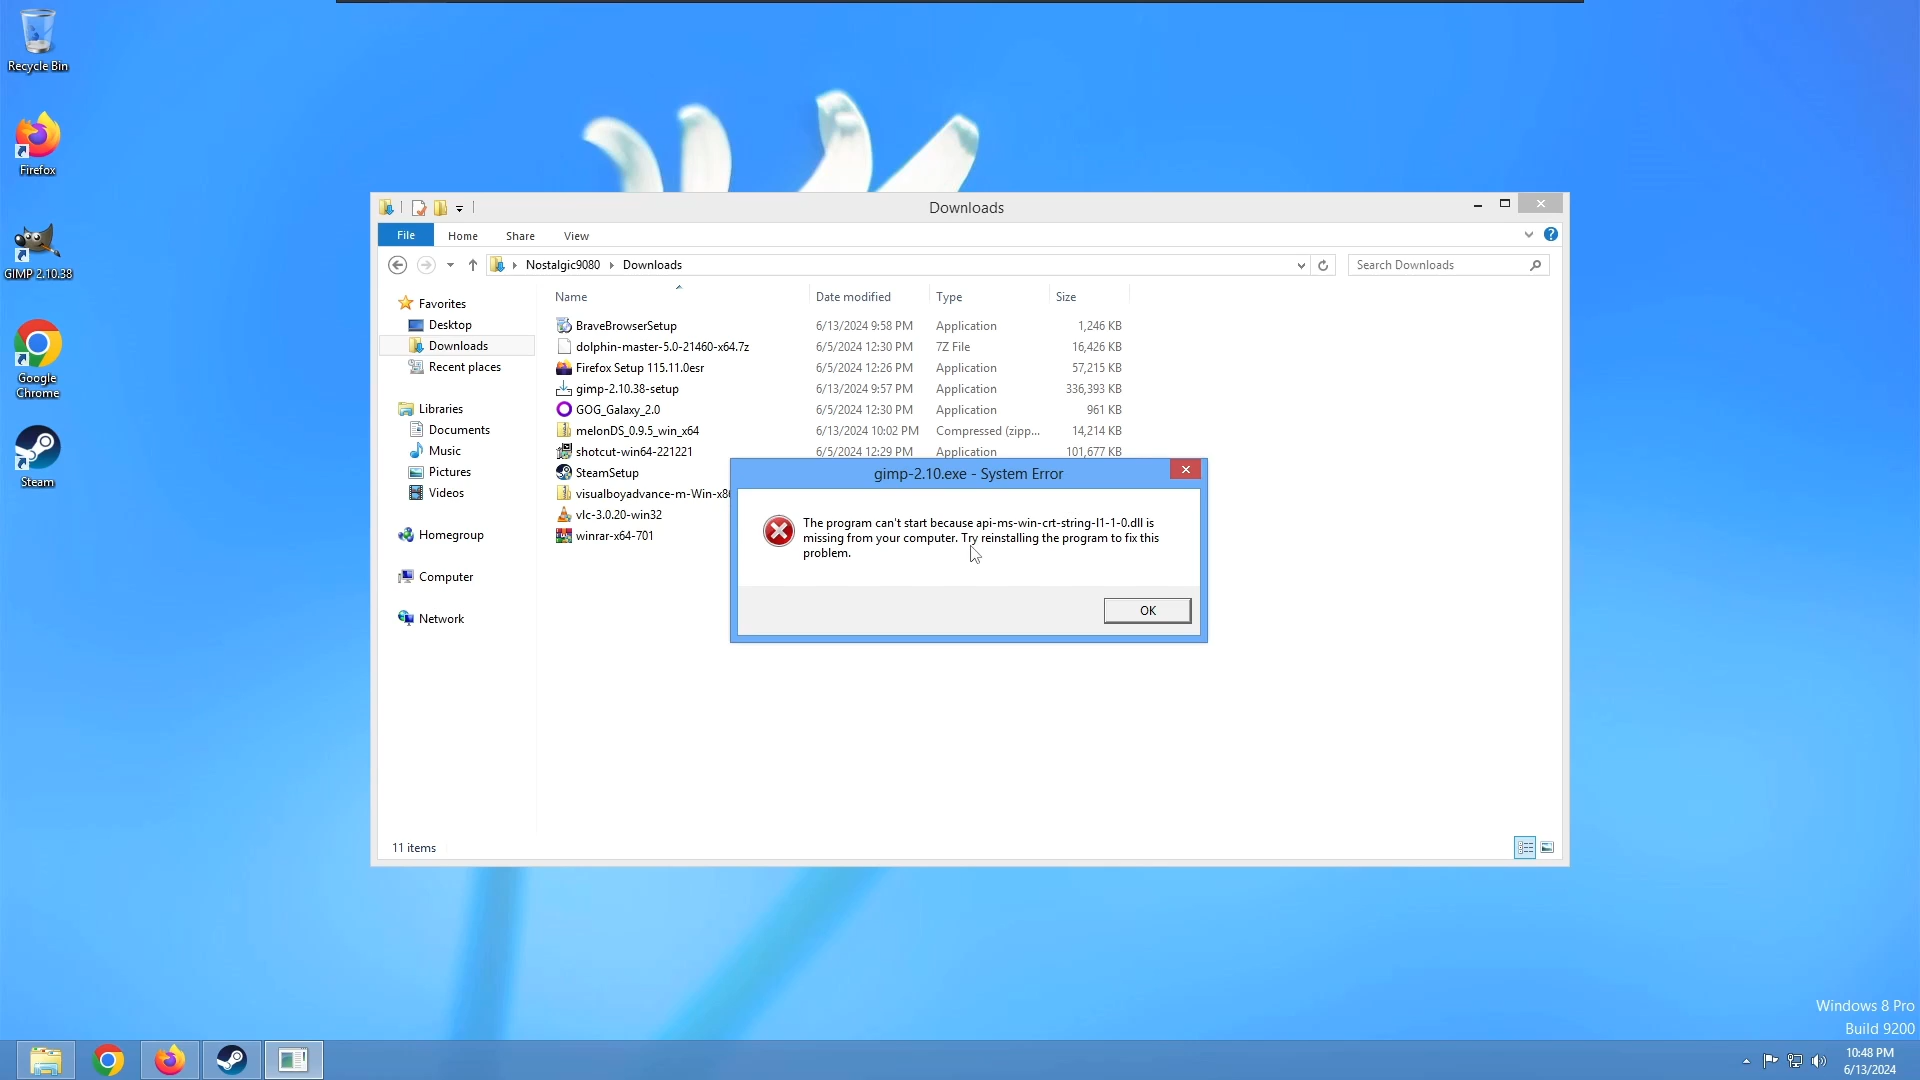 Recycle Bin
Firefox
GIMP 2.10.38
Google
Chrome
Steam
Downloads
File Home Share View
Nostalgic9080 Downloads
Search Downloads
Favorites
Desktop
Downloads
Recent places
Libraries
Documents
Music
Pictures
Videos
Homegroup
Computer
Network
Name Date modified Type Size
BraveBrowserSetup 6/13/2024 9:58 PM Application 1,246 KB
dolphin-master-5.0-21460-x64.7z 6/5/2024 12:30 PM 7Z File 16,426 KB
Firefox Setup 115.11.0esr 6/5/2024 12:26 PM Application 57,215 KB
gimp-2.10.38-setup 6/13/2024 9:57 PM Application 336,393 KB
GOG_Galaxy_2.0 6/5/2024 12:30 PM Application 961 KB
melonDS_0.9.5_win_x64 6/13/2024 10:02 PM Compressed (zipp... 14,214 KB
shotcut-win64-221221 6/5/2024 12:29 PM Application 101,677 KB
SteamSetup
visualboyadvance-m-Win-x86
vlc-3.0.20-win32
winrar-x64-701
gimp-2.10.exe - System Error
The program can't start because api-ms-win-crt-string-l1-1-0.dll is
missing from your computer. Try reinstalling the program to fix this
problem.
OK
11 items
Windows 8 Pro
Build 9200
10:48 PM
6/13/2024